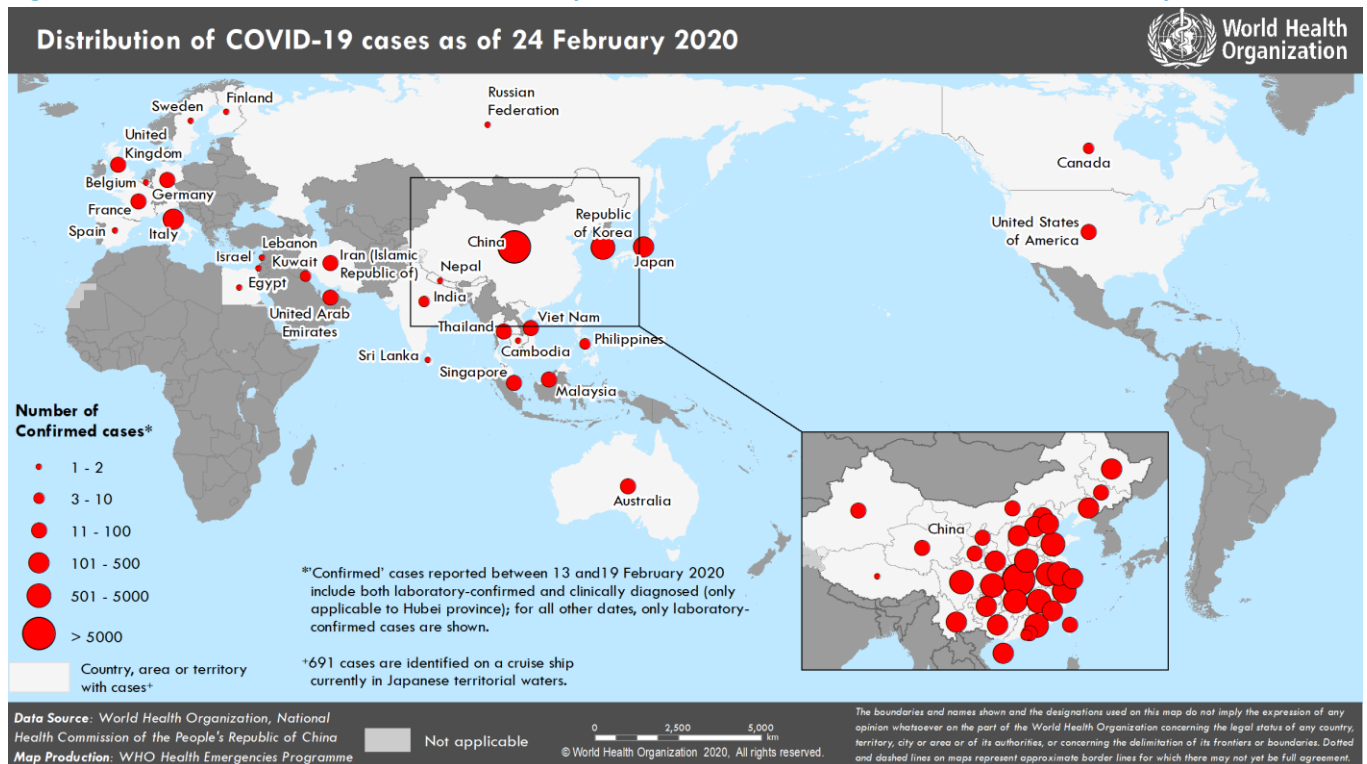 Distribution of COVID-19 cases as of 24 February 2020
World Health
Organization
Sweden
Finland
Russian
Federation
United
Kingdom
Belgium
Germany
France
Spain
Italy
Canada
United States
of America
China
Republic
of Korea
Japan
Lebanon
Israel
Kuwait
Iran (Islamic
Republic of)
Egypt
Nepal
India
United Arab
Emirates
Thailand
Viet Nam
Cambodia
Philippines
Sri Lanka
Singapore
Malaysia
Australia
China
Number of
Confirmed cases*
1 - 2
3 - 10
11 - 100
101 - 500
501 - 5000
> 5000
Country, area or territory
with cases+
*'Confirmed' cases reported between 13 and19 February 2020
include both laboratory-confirmed and clinically diagnosed (only
applicable to Hubei province); for all other dates, only laboratory-
confirmed cases are shown.
+691 cases are identified on a cruise ship
currently in Japanese territorial waters.
Data Source: World Health Organization, National
Health Commission of the People's Republic of China
Map Production: WHO Health Emergencies Programme
Not applicable
0 2,500 5,000
km
© World Health Organization 2020, All rights reserved.
The boundaries and names shown and the designations used on this map do not imply the expression of any
opinion whatsoever on the part of the World Health Organization concerning the legal status of any country,
territory, city or area or of its authorities, or concerning the delimitation of its frontiers or boundaries. Dotted
and dashed lines on maps represent approximate border lines for which there may not yet be full agreement.